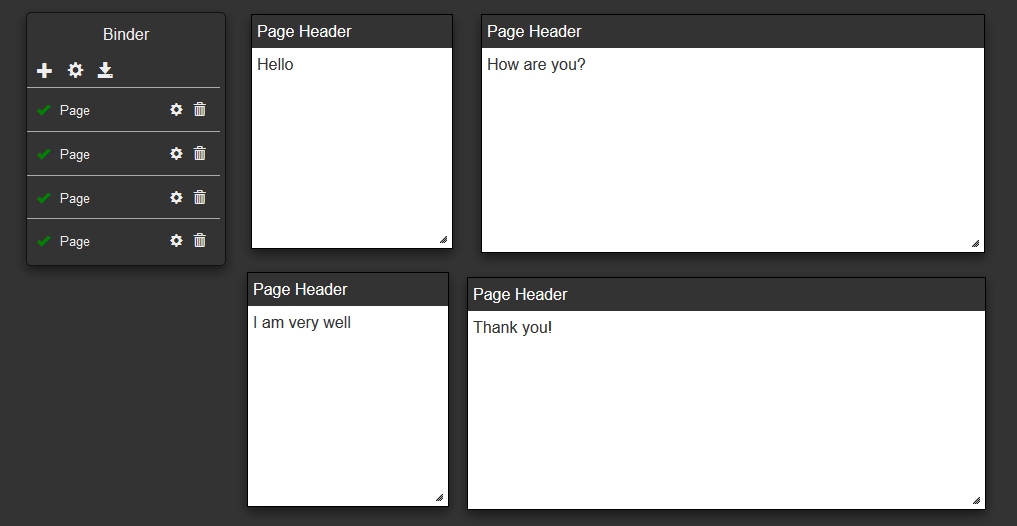 Binder
Page
Page
Page
Page
Page Header
Hello
Page Header
How are you?
Page Header
I am very well
Page Header
Thank you!